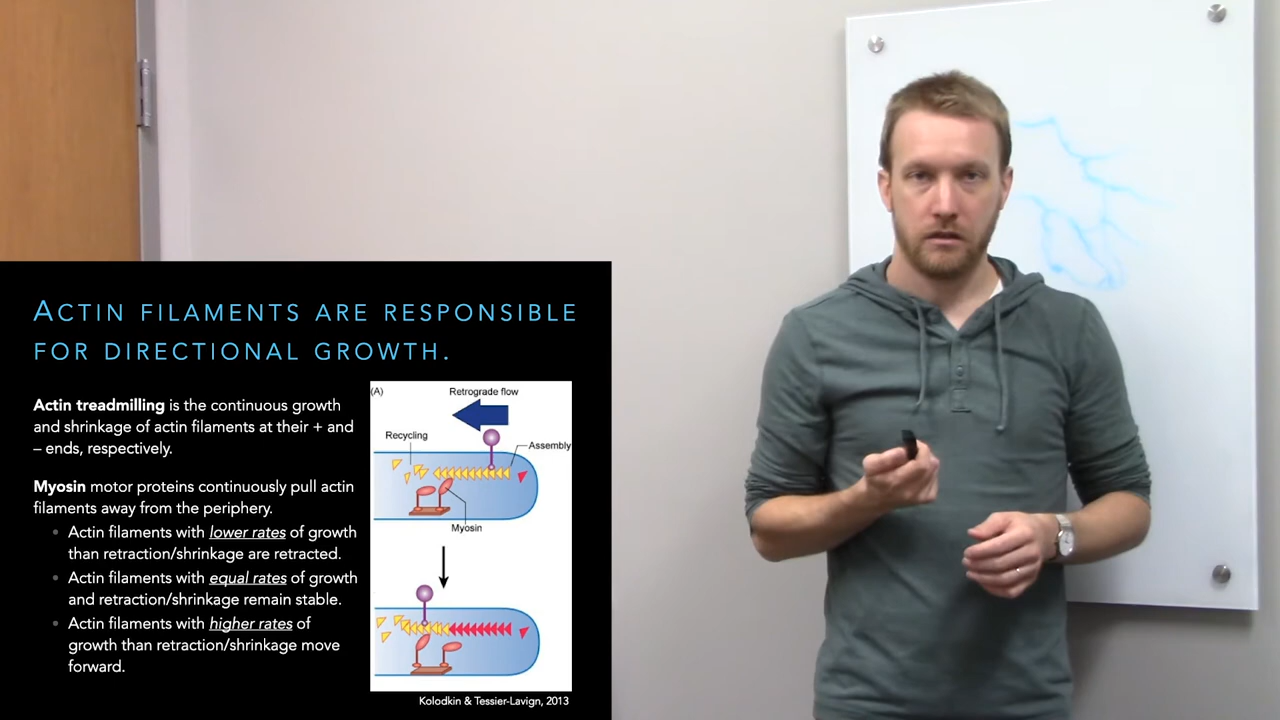 ACTIN FILAMENTS ARE RESPONSIBLE
FOR DIRECTIONAL GROWTH.
Actin treadmilling is the continuous growth
and shrinkage of actin filaments at their + and
– ends, respectively.
Myosin motor proteins continuously pull actin
filaments away from the periphery.
Actin filaments with lower rates of growth
than retraction/shrinkage are retracted.
Actin filaments with equal rates of growth
and retraction/shrinkage remain stable.
Actin filaments with higher rates of
growth than retraction/shrinkage move
forward.
(A)
Retrograde flow
Recycling
Assembly
Myosin
Kolodkin & Tessier-Lavign, 2013